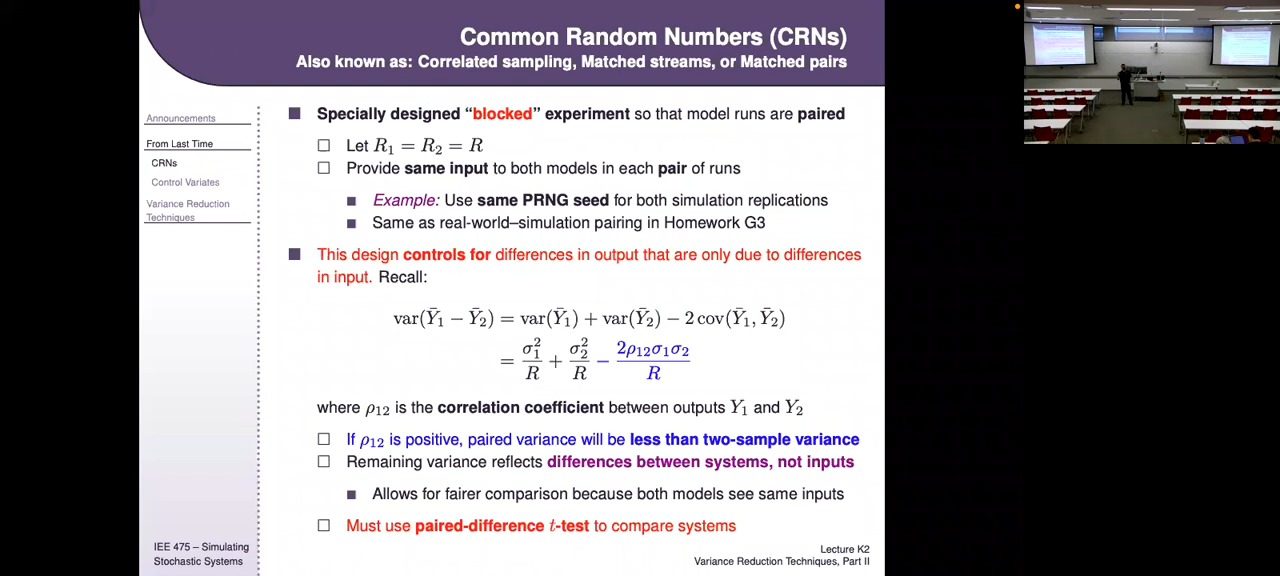 Common Random Numbers (CRNs)
Also known as: Correlated sampling, Matched streams, or Matched pairs
Announcements
From Last Time
CRNs
Control Variates
Variance Reduction
Techniques
■ Specially designed “blocked” experiment so that model runs are paired
□ Let R₁ = R₂ = R
□ Provide same input to both models in each pair of runs
■ Example: Use same PRNG seed for both simulation replications
■ Same as real-world–simulation pairing in Homework G3
■ This design controls for differences in output that are only due to differences
in input. Recall:
var(Ȳ₁ − Ȳ₂) = var(Ȳ₁) + var(Ȳ₂) − 2 cov(Ȳ₁, Ȳ₂)
= σ₁²/R + σ₂²/R − 2ρ₁₂σ₁σ₂/R
where ρ₁₂ is the correlation coefficient between outputs Y₁ and Y₂
□ If ρ₁₂ is positive, paired variance will be less than two-sample variance
□ Remaining variance reflects differences between systems, not inputs
■ Allows for fairer comparison because both models see same inputs
□ Must use paired-difference t-test to compare systems
IEE 475 – Simulating
Stochastic Systems
Lecture K2
Variance Reduction Techniques, Part II